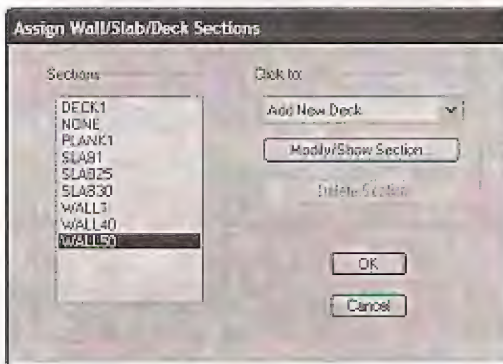 Assign Wall/Slab/Deck Sections
Sections
Click to:
DECK1
NONE
PLANK1
SLAB1
SLAB25
SLAB30
WALL1
WALL40
WALL50
Add New Deck
Modify/Show Section...
Delete Section
OK
Cancel